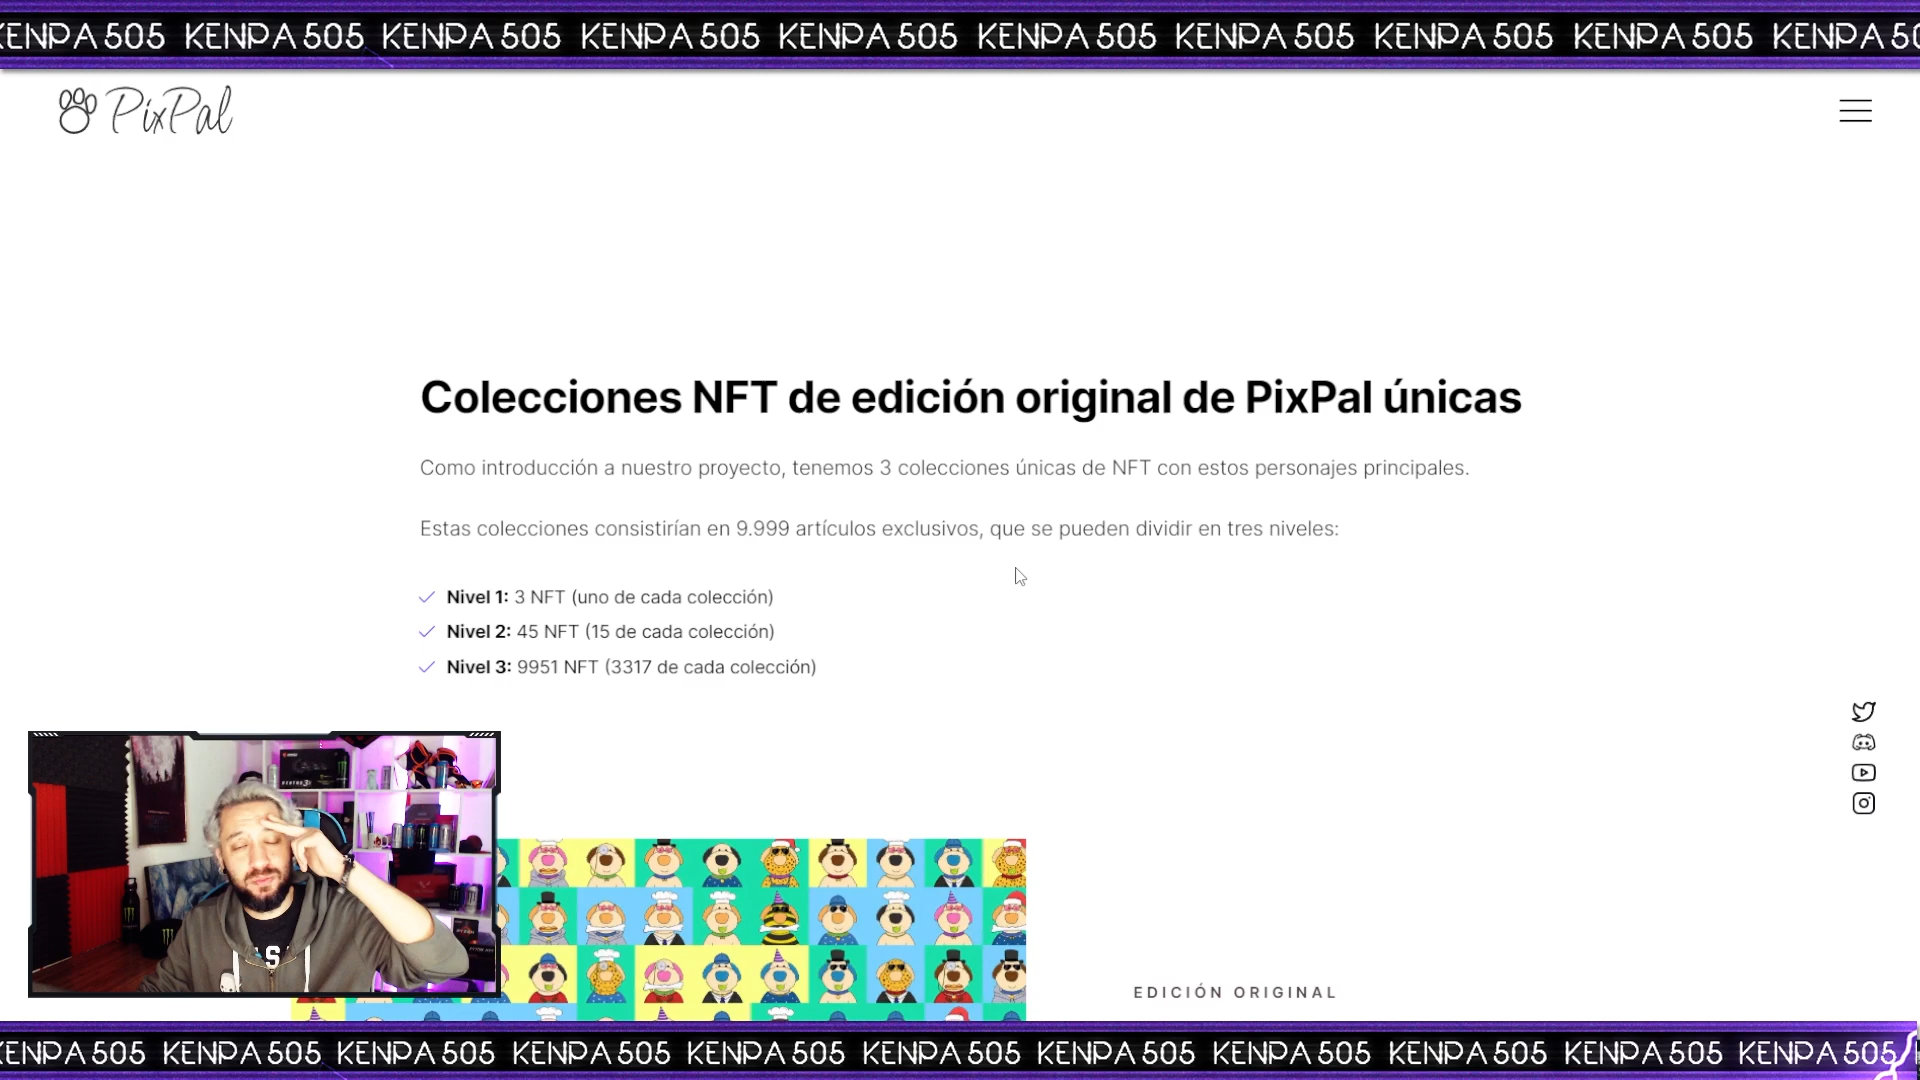 KENPA 505 KENPA 505 KENPA 505 KENPA 505 KENPA 505 KENPA 505 KENPA 505 KENPA 505 KENPA 505 KENPA 50
PixPal
Colecciones NFT de edición original de PixPal únicas
Como introducción a nuestro proyecto, tenemos 3 colecciones únicas de NFT con estos personajes principales.
Estas colecciones consistirían en 9.999 artículos exclusivos, que se pueden dividir en tres niveles:
Nivel 1: 3 NFT (uno de cada colección)
Nivel 2: 45 NFT (15 de cada colección)
Nivel 3: 9951 NFT (3317 de cada colección)
S
EDICIÓN ORIGINAL
KENPA 505 KENPA 505 KENPA 505 KENPA 505 KENPA 505 KENPA 505 KENPA 505 KENPA 505 KENPA 505 KENPA 505 KENPA 505